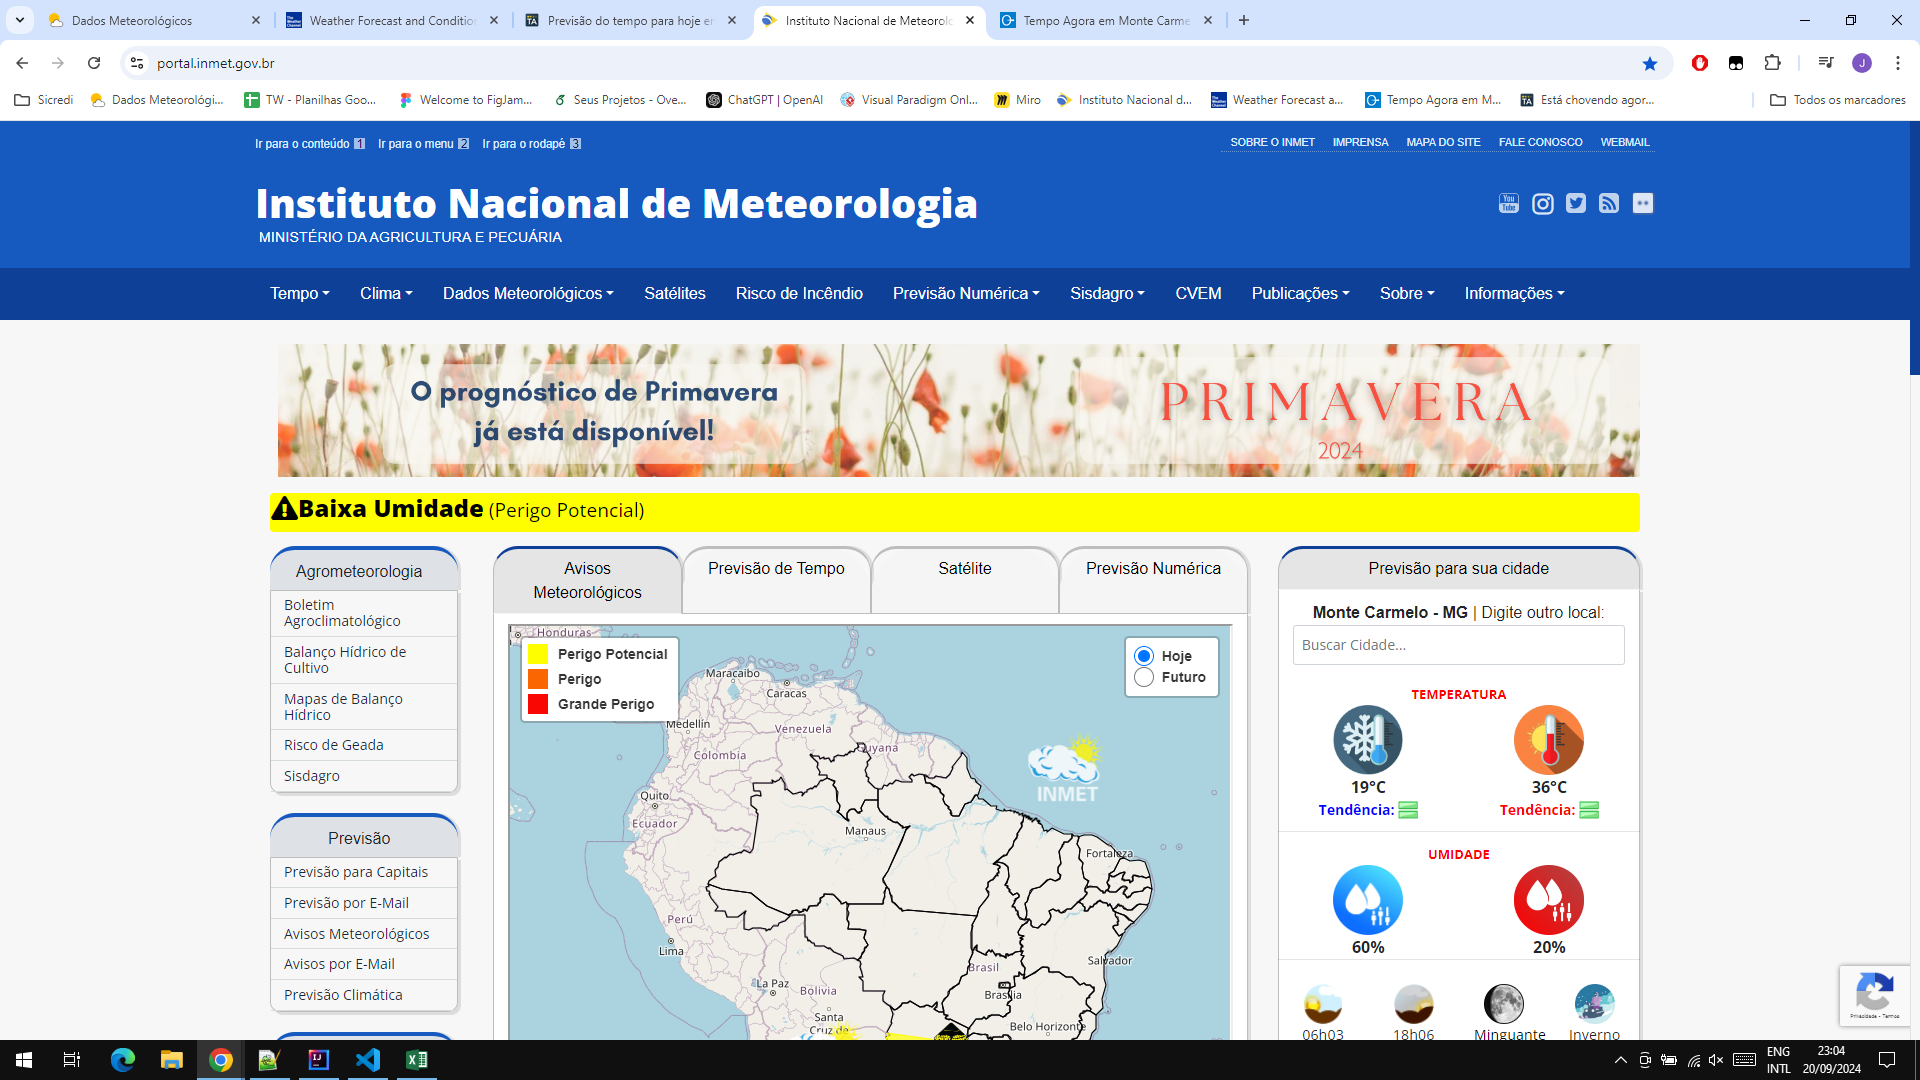 Dados Meteorológicos
Weather Forecast and Conditio
Previsão do tempo para hoje e
Instituto Nacional de Meteorolo
Tempo Agora em Monte Carme
portal.inmet.gov.br
J
Sicredi
Dados Meteorológi...
TW - Planilhas Goo...
Welcome to FigJam...
Seus Projetos - Ove...
ChatGPT | OpenAI
Visual Paradigm Onl...
Miro
Instituto Nacional d...
Weather Forecast a...
Tempo Agora em M...
Está chovendo agor...
Todos os marcadores
Ir para o conteúdo 1 Ir para o menu 2 Ir para o rodapé 3
SOBRE O INMET IMPRENSA MAPA DO SITE FALE CONOSCO WEBMAIL
Instituto Nacional de Meteorologia
MINISTÉRIO DA AGRICULTURA E PECUÁRIA
You Tube
Tempo Clima Dados Meteorológicos Satélites Risco de Incêndio Previsão Numérica Sisdagro CVEM Publicações Sobre Informações
O prognóstico de Primavera
já está disponível!
PRIMAVERA
2024
Baixa Umidade (Perigo Potencial)
Agrometeorologia
Boletim
Agroclimatológico
Balanço Hídrico de
Cultivo
Mapas de Balanço
Hídrico
Risco de Geada
Sisdagro
Previsão
Previsão para Capitais
Previsão por E-Mail
Avisos Meteorológicos
Avisos por E-Mail
Previsão Climática
Avisos
Meteorológicos
Previsão de Tempo
Satélite
Previsão Numérica
Honduras
Perigo Potencial
Perigo
Grande Perigo
Hoje
Futuro
Maracaibo
Caracas
Medellín
Venezuela
Guyana
Colombia
INMET
Quito
Ecuador
Manaus
Fortaleza
Perú
Lima
Salvador
Brasil
La Paz
Bolivia
Brasília
Santa
Cruz de
Belo Horizonte
Previsão para sua cidade
Monte Carmelo - MG | Digite outro local:
Buscar Cidade...
TEMPERATURA
19°C
36°C
Tendência:
Tendência:
UMIDADE
60%
20%
06h03
18h06
Minguante
Inverno
Privacidade - Termos
ENG
INTL
23:04
20/09/2024